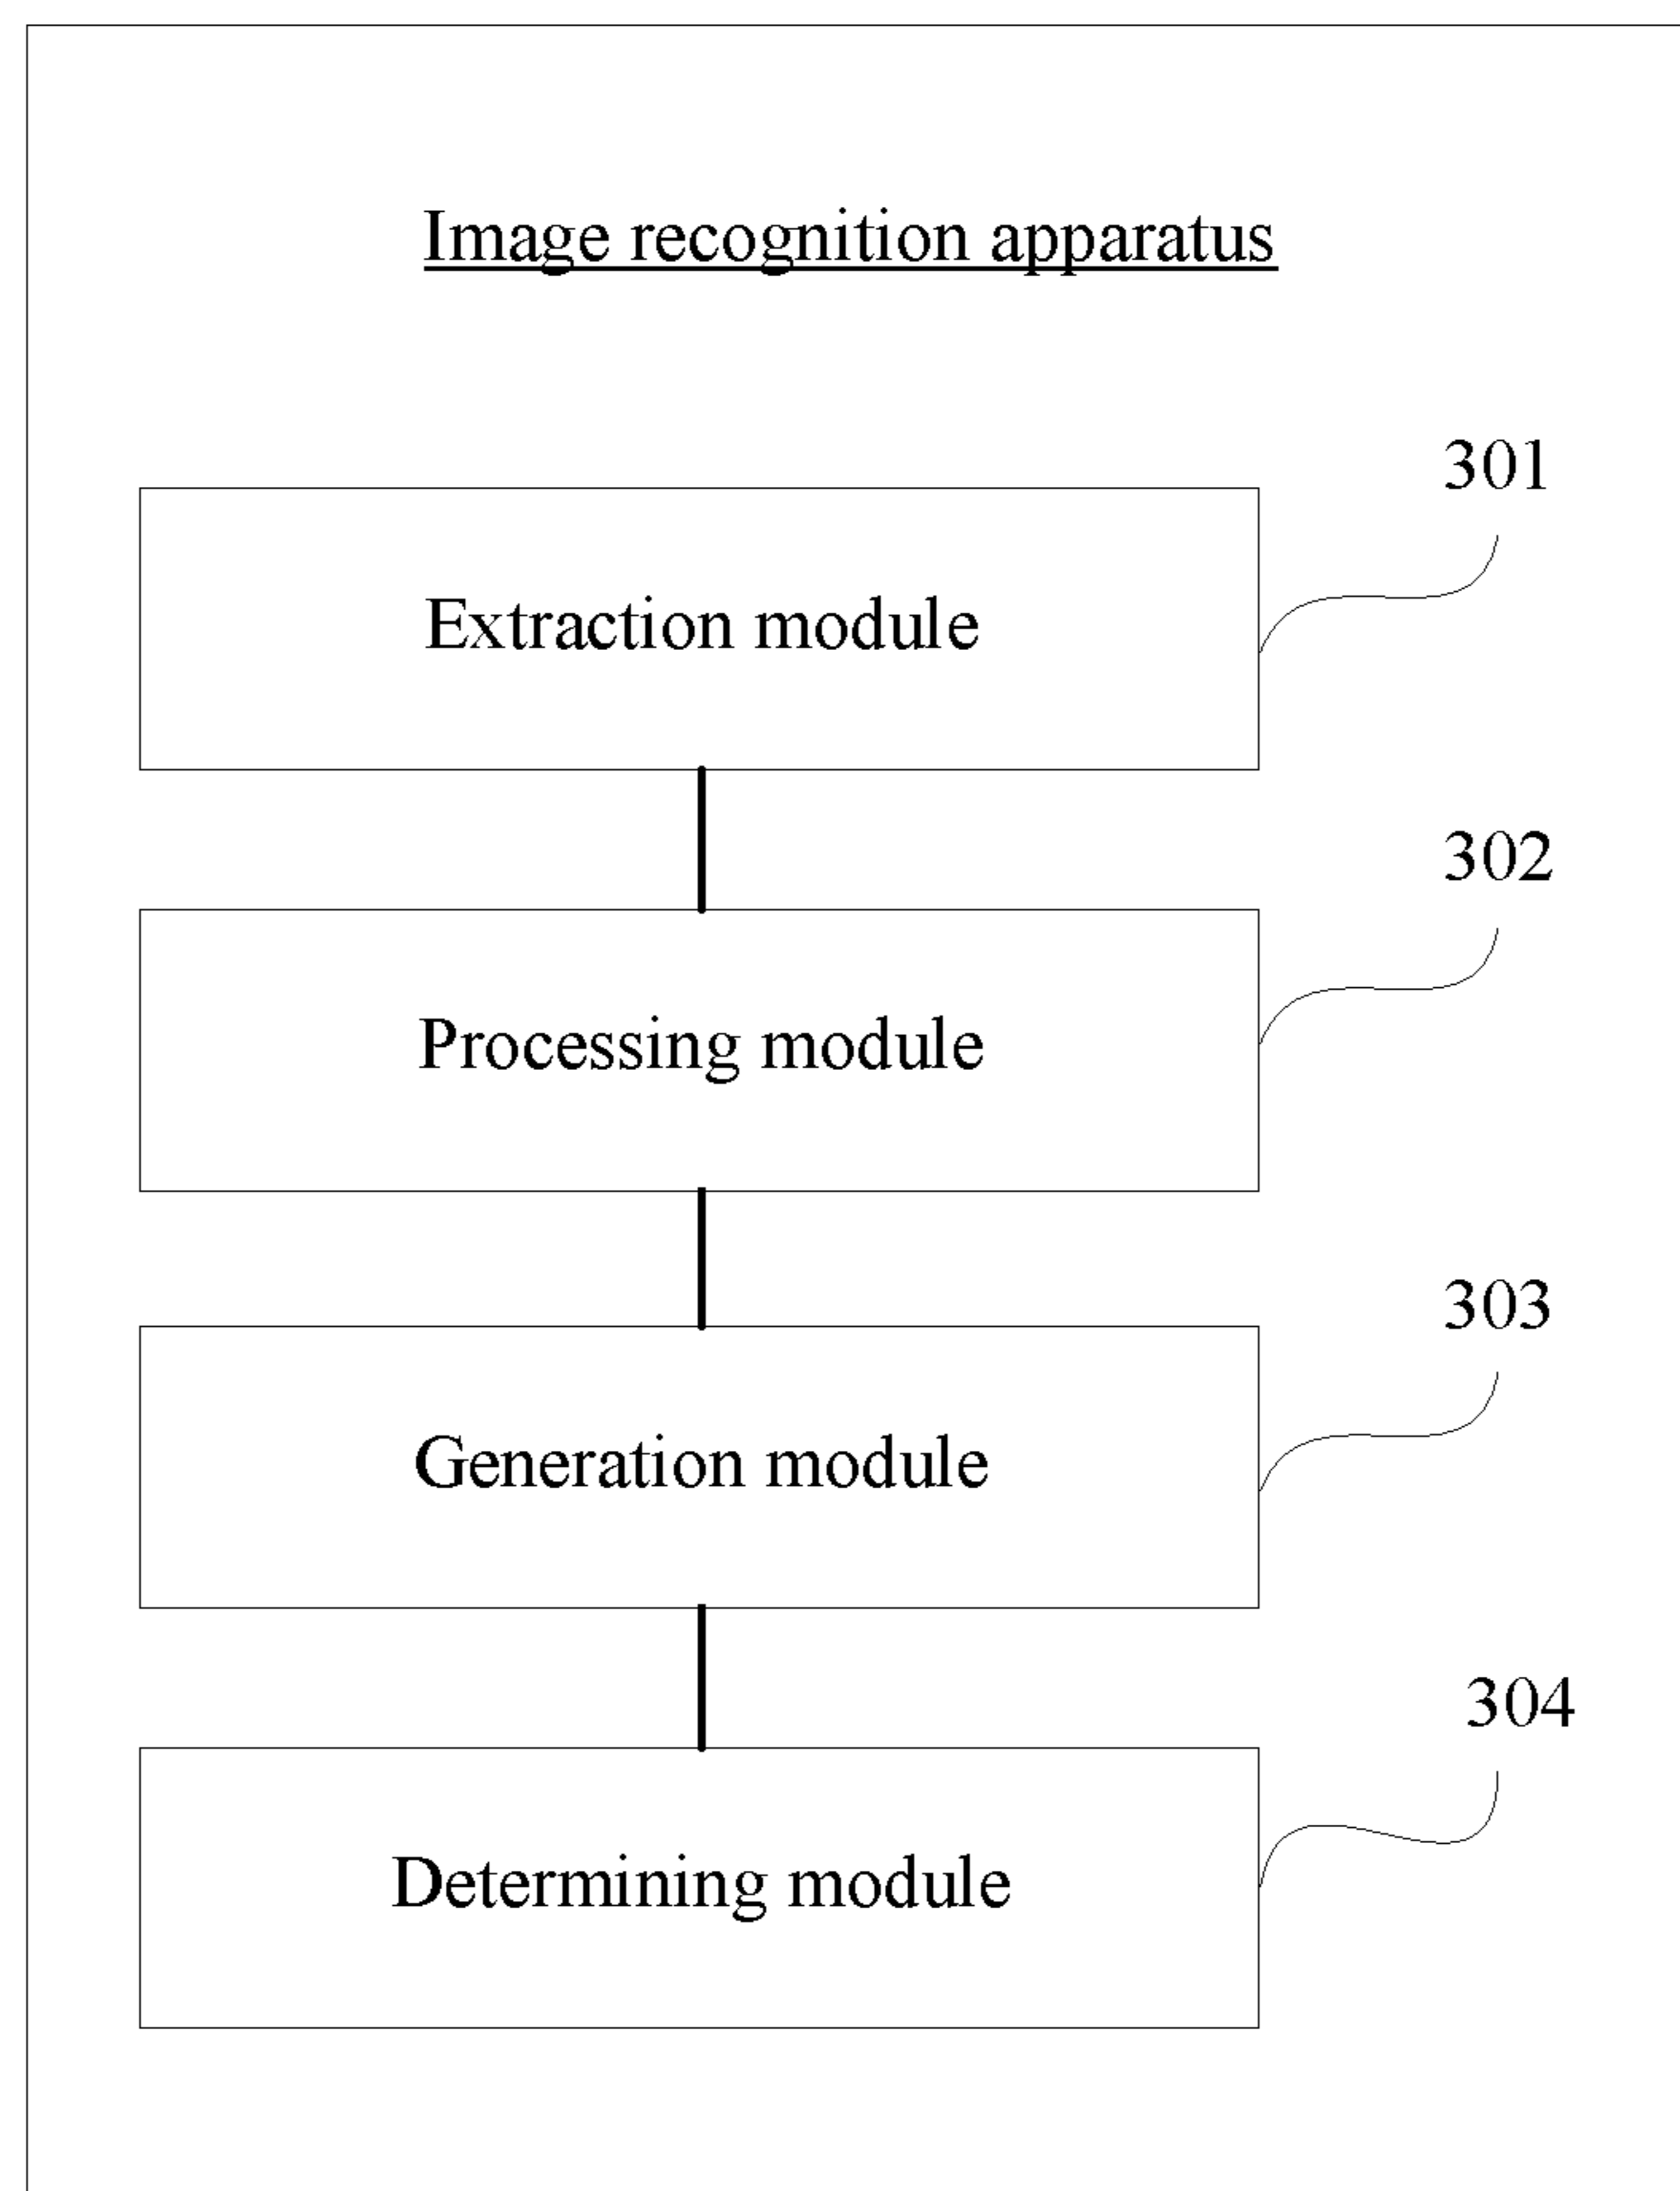 Image recognition apparatus
301
Extraction module
302
Processing module
303
Generation module
304
Determining module